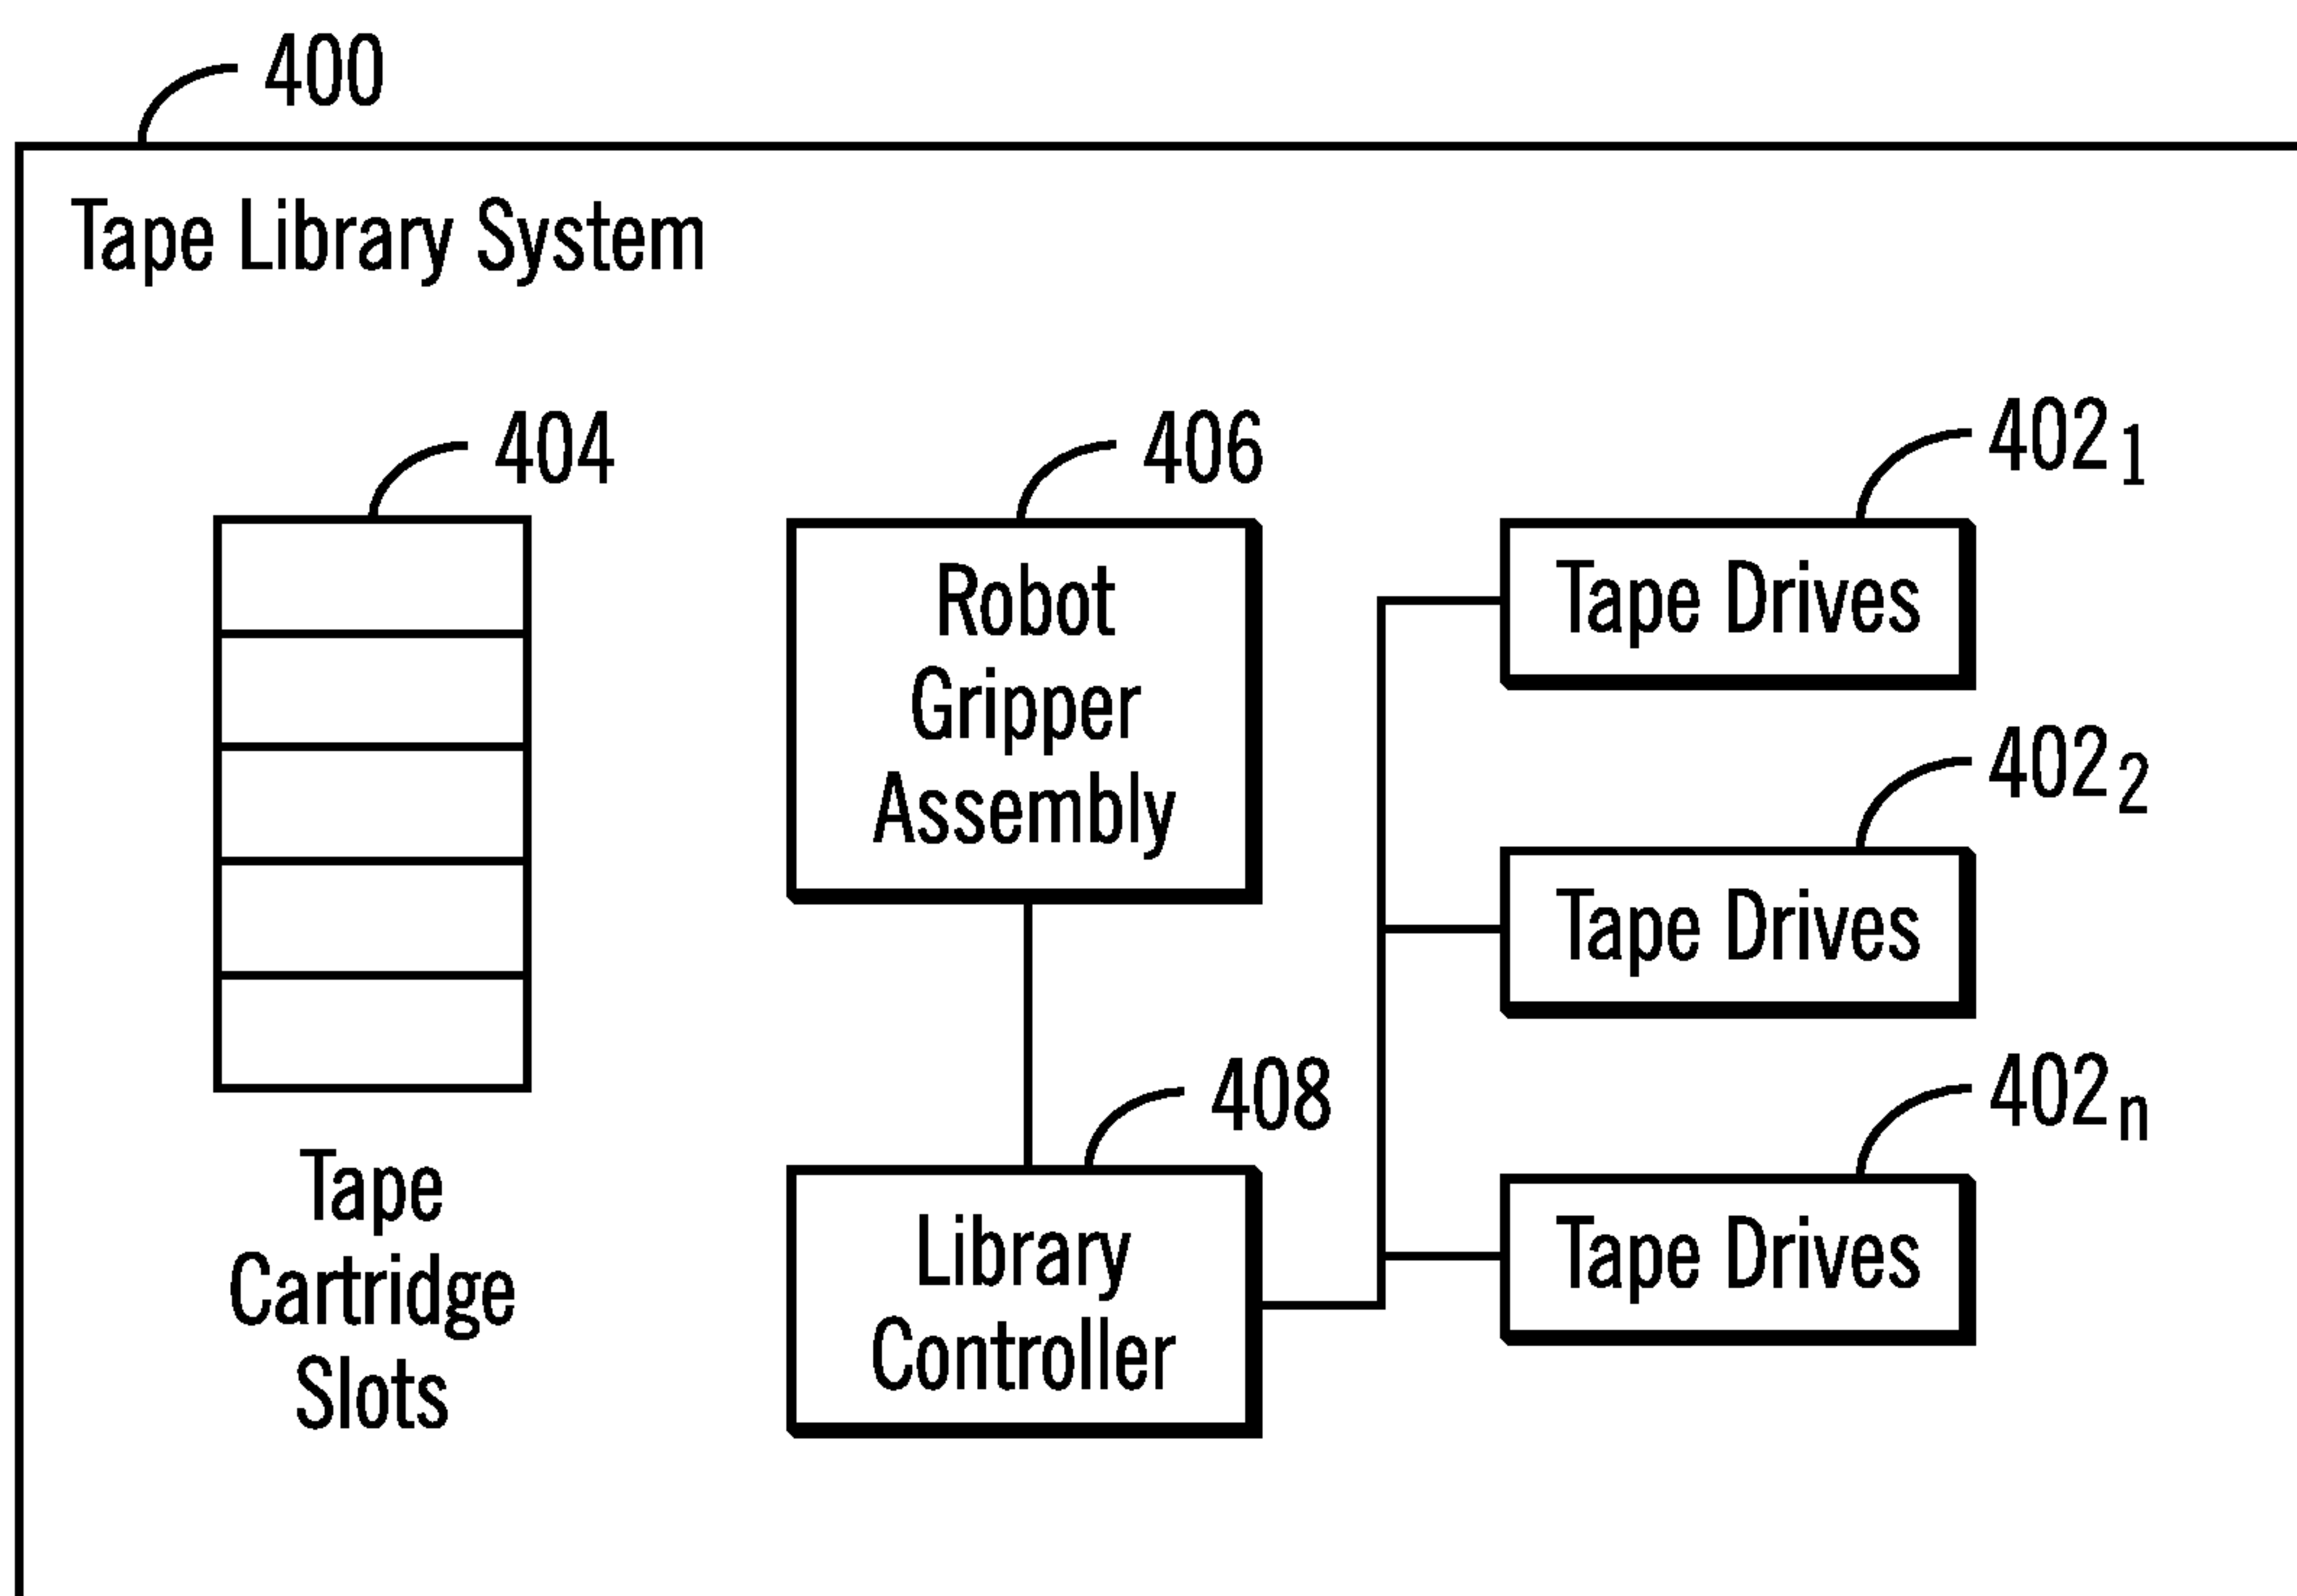 400
Tape Library System
404
406
402₁
Robot
Gripper
Assembly
Tape Drives
402₂
Tape Drives
408
402ₙ
Tape
Cartridge
Slots
Library
Controller
Tape Drives